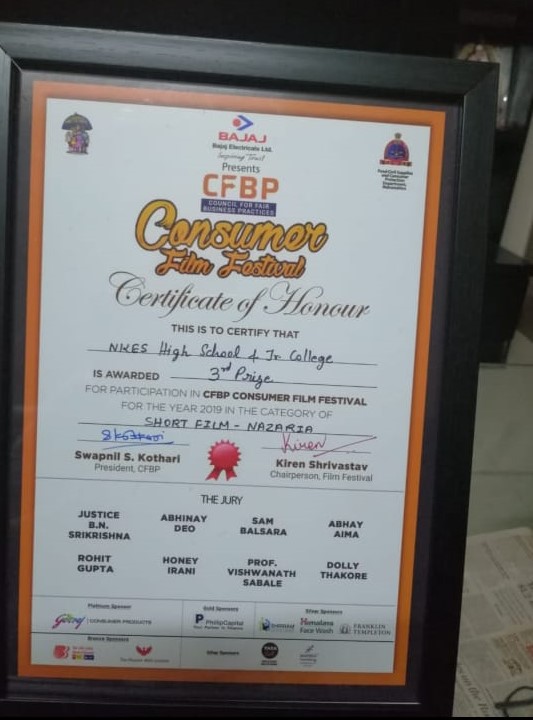 BAJAJ
Bajaj Electricals Ltd.
Inspiring Trust
Presents
CFBP
COUNCIL FOR FAIR
BUSINESS PRACTICES
Consumer
Film Festival
Certificate of Honour
THIS IS TO CERTIFY THAT
NKES High School & Jr. College
IS AWARDED 3rd Prize
FOR PARTICIPATION IN CFBP CONSUMER FILM FESTIVAL
FOR THE YEAR 2019 IN THE CATEGORY OF
SHORT FILM - NAZARIA
Kiren
Swapnil S. Kothari
President, CFBP
Kiren Shrivastav
Chairperson, Film Festival
THE JURY
JUSTICE
B.N.
SRIKRISHNA
ABHINAY
DEO
SAM
BALSARA
ABHAY
AIMA
ROHIT
GUPTA
HONEY
IRANI
PROF.
VISHWANATH
SABALE
DOLLY
THAKORE
Platinum Sponsor
Godrej CONSUMER PRODUCTS
Gold Sponsors
PhillipCapital
Silver Sponsors
Himalaya
Face Wash
FRANKLIN
TEMPLETON
Bronze Sponsors
Other Sponsors